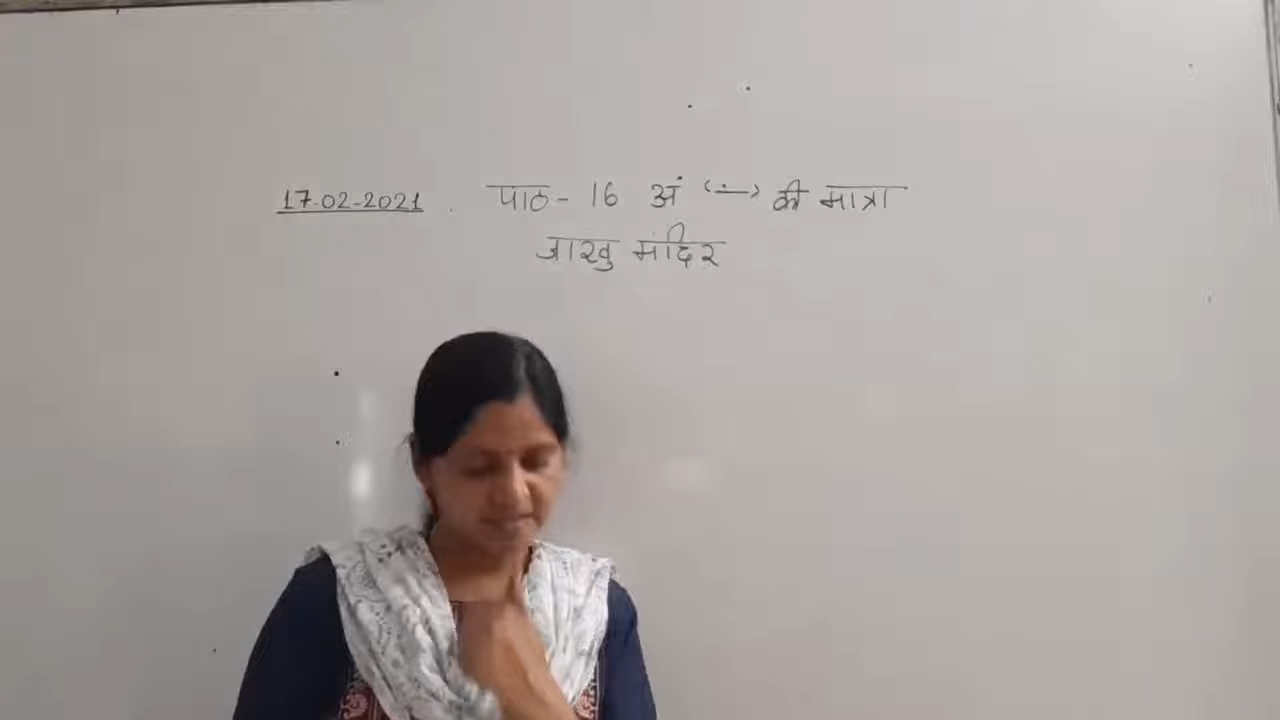 17-02-2021. पाठ - 16 अं (ं) की मात्रा
जाखु मंदिर